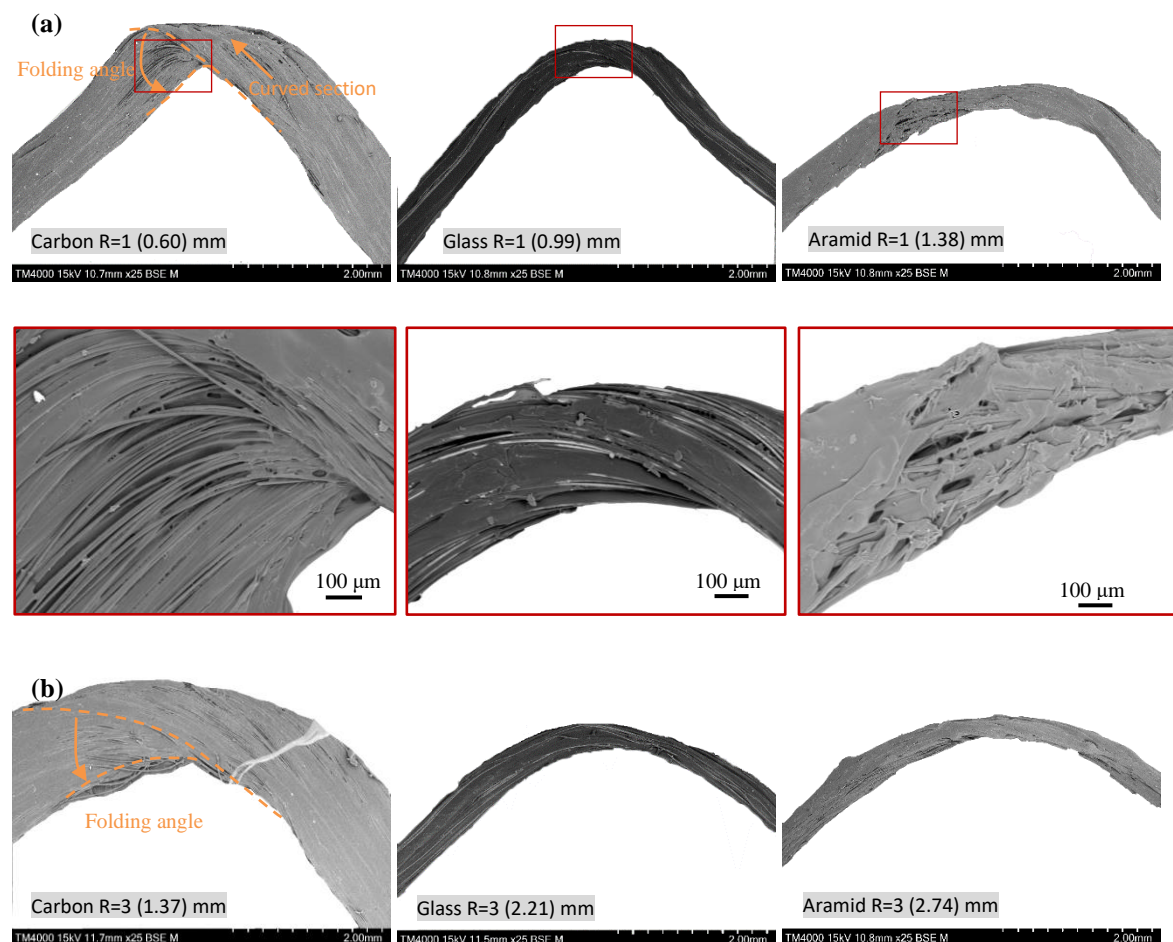 (a)
Folding angle
Curved section
Carbon R=1 (0.60) mm
Glass R=1 (0.99) mm
Aramid R=1 (1.38) mm
TM4000 15kV 10.7mm x25 BSE M 2.00mm
TM4000 15kV 10.8mm x25 BSE M 2.00mm
TM4000 15kV 10.8mm x25 BSE M 2.00mm
100 μm
100 μm
100 μm
(b)
Folding angle
Carbon R=3 (1.37) mm
Glass R=3 (2.21) mm
Aramid R=3 (2.74) mm
TM4000 15kV 11.7mm x25 BSE M 2.00mm
TM4000 15kV 11.5mm x25 BSE M 2.00mm
TM4000 15kV 10.8mm x25 BSE M 2.00mm